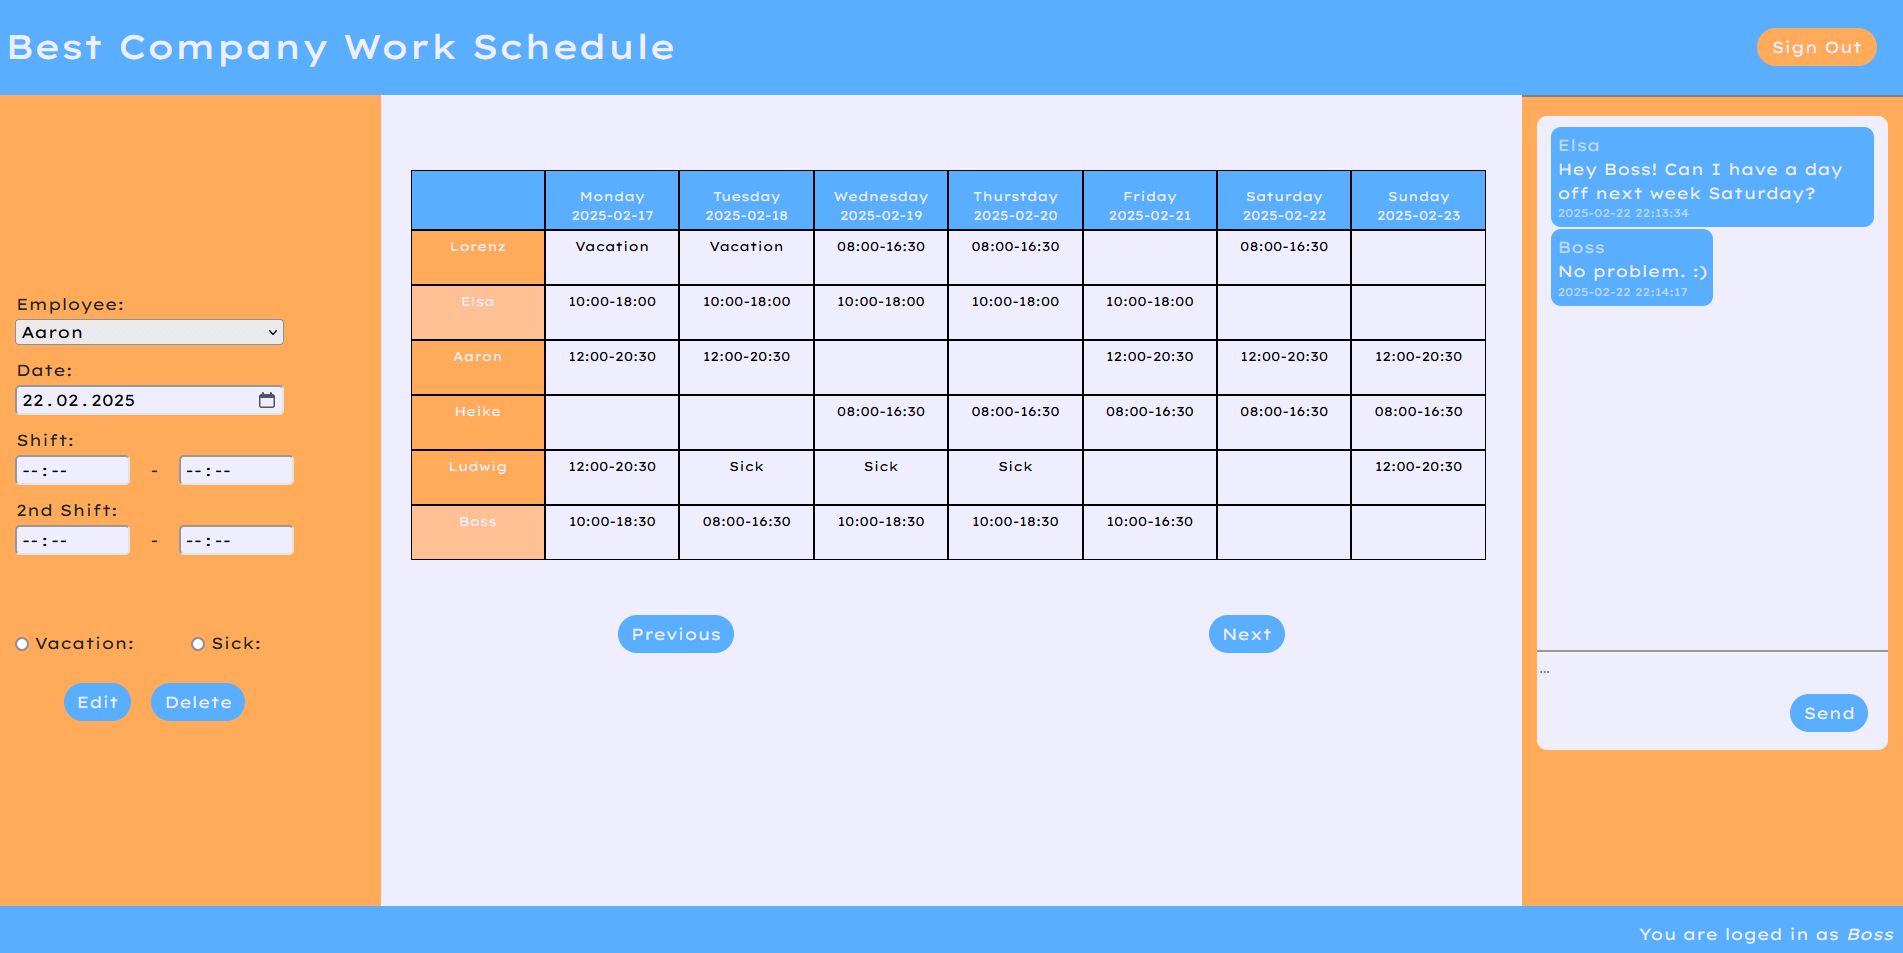 Best Company Work Schedule
Sign Out
Employee:
Aaron
Date:
22.02.2025
Shift:
--:-- - --:--
2nd Shift:
--:-- - --:--
Vacation: Sick:
Edit Delete
Monday Tuesday Wednesday Thurstday Friday Saturday Sunday
2025-02-17 2025-02-18 2025-02-19 2025-02-20 2025-02-21 2025-02-22 2025-02-23
Lorenz Vacation Vacation 08:00-16:30 08:00-16:30 08:00-16:30
Elsa 10:00-18:00 10:00-18:00 10:00-18:00 10:00-18:00 10:00-18:00
Aaron 12:00-20:30 12:00-20:30 12:00-20:30 12:00-20:30 12:00-20:30
Heike 08:00-16:30 08:00-16:30 08:00-16:30 08:00-16:30 08:00-16:30
Ludwig 12:00-20:30 Sick Sick Sick 12:00-20:30
Boss 10:00-18:30 08:00-16:30 10:00-18:30 10:00-18:30 10:00-16:30
Previous Next
Elsa
Hey Boss! Can I have a day
off next week Saturday?
2025-02-22 22:13:34
Boss
No problem. :)
2025-02-22 22:14:17
...
Send
You are loged in as Boss